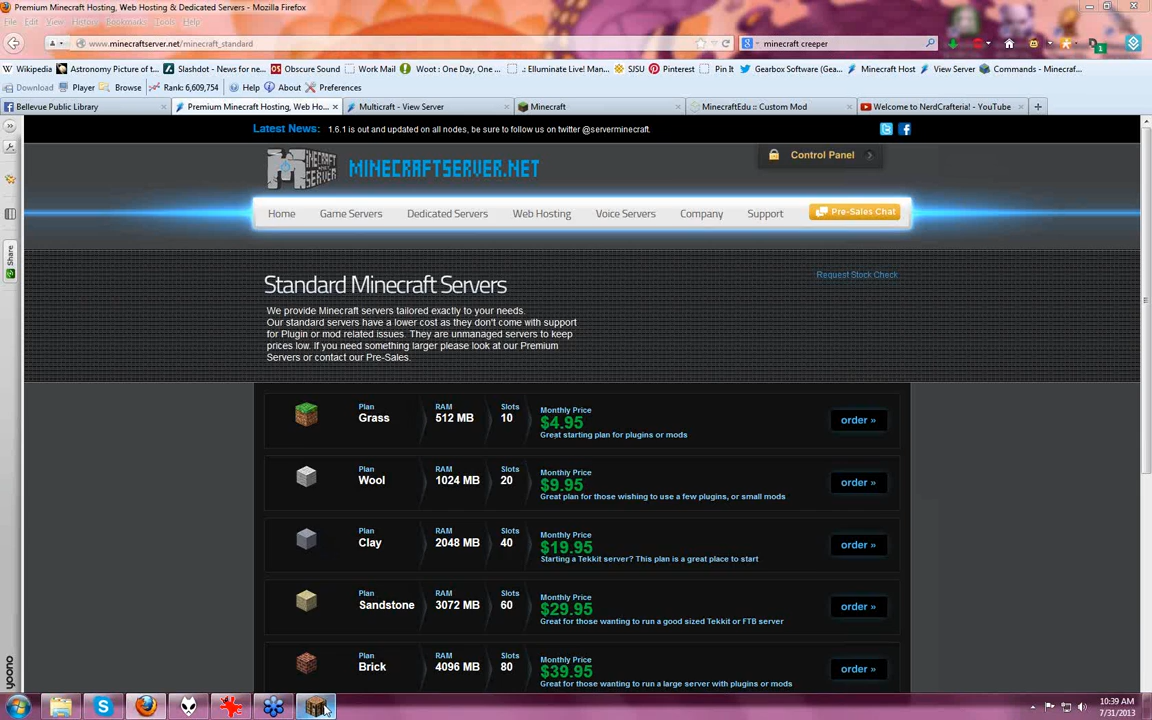 Premium Minecraft Hosting, Web Hosting & Dedicated Servers - Mozilla Firefox
File Edit View History Bookmarks Tools Help
www.minecraftserver.net/minecraft_standard
minecraft creeper
1
Wikipedia Astronomy Picture of t... Slashdot - News for ne... Obscure Sound Work Mail Woot : One Day, One ... .: Elluminate Live! Man... SJSU Pinterest Pin It Gearbox Software (Gea... Minecraft Host View Server Commands - Minecraf...
Download Player Browse Rank: 6,609,754 Help About Preferences
Bellevue Public Library × Premium Minecraft Hosting, Web Ho... × Multicraft - View Server × Minecraft × MinecraftEdu :: Custom Mod × Welcome to NerdCrafteria! - YouTube × +
Latest News: 1.6.1 is out and updated on all nodes, be sure to follow us on twitter @serverminecraft.
MINECRAFT SERVER
MINECRAFTSERVER.NET
Control Panel
Home Game Servers Dedicated Servers Web Hosting Voice Servers Company Support Pre-Sales Chat
Share
Request Stock Check
Standard Minecraft Servers
We provide Minecraft servers tailored exactly to your needs.
Our standard servers have a lower cost as they don't come with support
for Plugin or mod related issues. They are unmanaged servers to keep
prices low. If you need something larger please look at our Premium
Servers or contact our Pre-Sales.
Plan RAM Slots Monthly Price
Grass 512 MB 10 $4.95 order »
Great starting plan for plugins or mods
Plan RAM Slots Monthly Price
Wool 1024 MB 20 $9.95 order »
Great plan for those wishing to use a few plugins, or small mods
Plan RAM Slots Monthly Price
Clay 2048 MB 40 $19.95 order »
Starting a Tekkit server? This plan is a great place to start
Plan RAM Slots Monthly Price
Sandstone 3072 MB 60 $29.95 order »
Great for those wanting to run a good sized Tekkit or FTB server
Plan RAM Slots Monthly Price
Brick 4096 MB 80 $39.95 order »
Great for those wanting to run a large server with plugins or mods
yoono
10:39 AM
7/31/2013